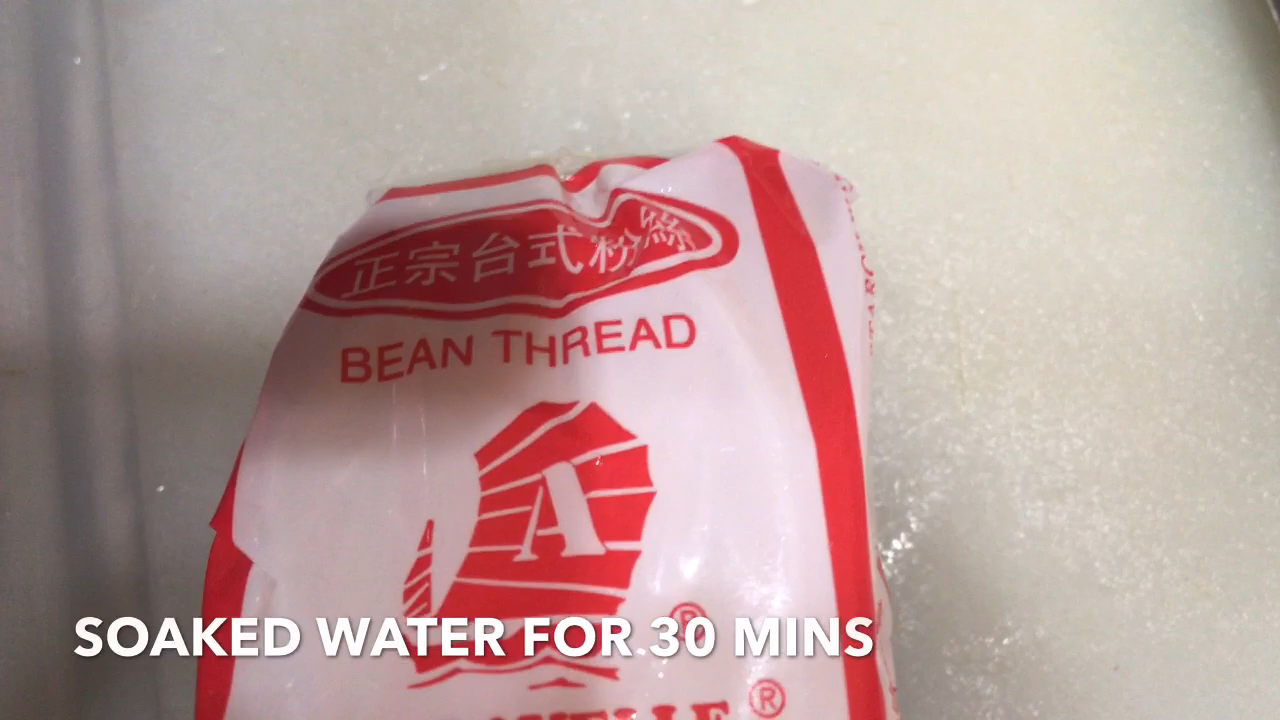 正宗台式粉絲
BEAN THREAD
A
®
SOAKED WATER FOR 30 MINS
®